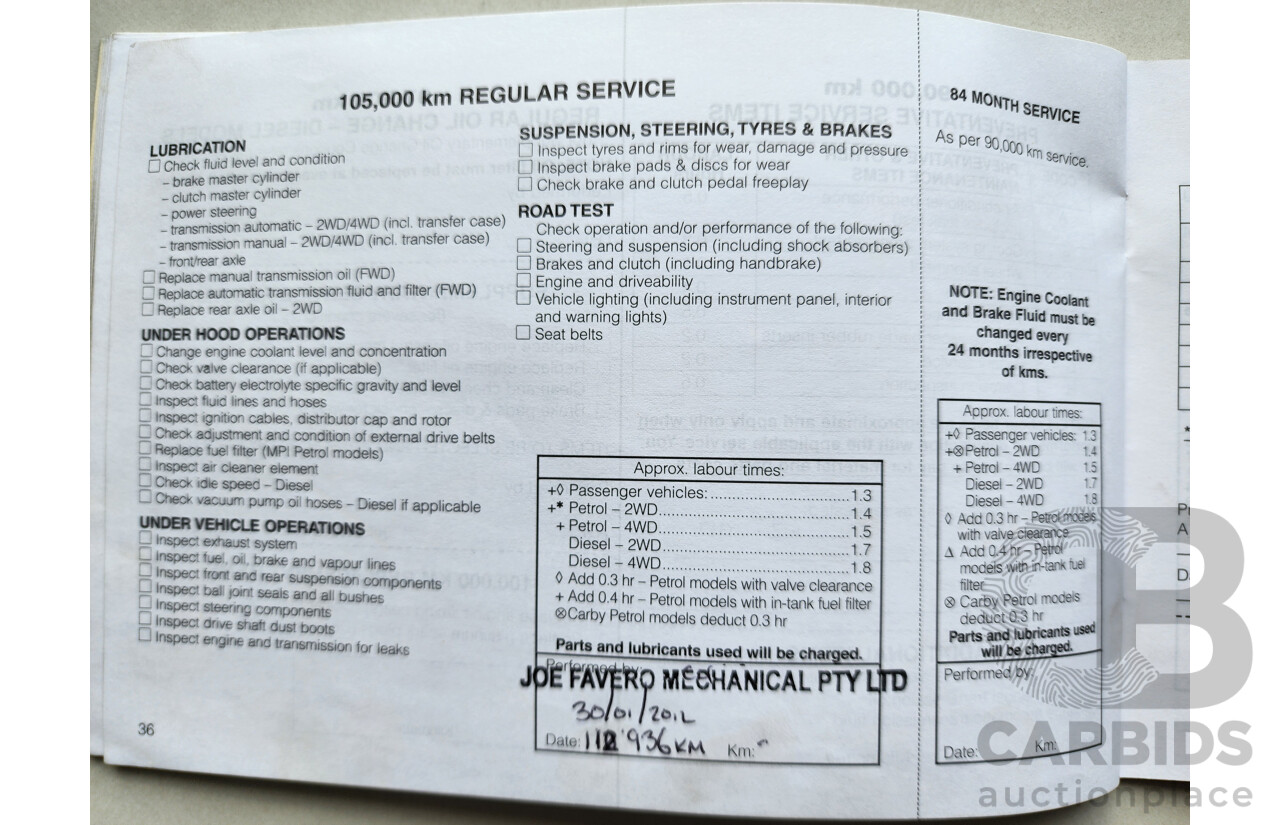 105,000 km REGULAR SERVICE
LUBRICATION
☐ Check fluid level and condition
– brake master cylinder
– clutch master cylinder
– power steering
– transmission automatic – 2WD/4WD (incl. transfer case)
– transmission manual – 2WD/4WD (incl. transfer case)
– front/rear axle
☐ Replace manual transmission oil (FWD)
☐ Replace automatic transmission fluid and filter (FWD)
☐ Replace rear axle oil – 2WD
UNDER HOOD OPERATIONS
☐ Change engine coolant level and concentration
☐ Check valve clearance (if applicable)
☐ Check battery electrolyte specific gravity and level
☐ Inspect fluid lines and hoses
☐ Inspect ignition cables, distributor cap and rotor
☐ Check adjustment and condition of external drive belts
☐ Replace fuel filter (MPI Petrol models)
☐ Inspect air cleaner element
☐ Check idle speed – Diesel
☐ Check vacuum pump oil hoses – Diesel if applicable
UNDER VEHICLE OPERATIONS
☐ Inspect exhaust system
☐ Inspect fuel, oil, brake and vapour lines
☐ Inspect front and rear suspension components
☐ Inspect ball joint seals and all bushes
☐ Inspect steering components
☐ Inspect drive shaft dust boots
☐ Inspect engine and transmission for leaks
36
SUSPENSION, STEERING, TYRES & BRAKES
☐ Inspect tyres and rims for wear, damage and pressure
☐ Inspect brake pads & discs for wear
☐ Check brake and clutch pedal freeplay
ROAD TEST
Check operation and/or performance of the following:
☐ Steering and suspension (including shock absorbers)
☐ Brakes and clutch (including handbrake)
☐ Engine and driveability
☐ Vehicle lighting (including instrument panel, interior
and warning lights)
☐ Seat belts
Approx. labour times:
+◊ Passenger vehicles:..............................1.3
+* Petrol – 2WD.........................................1.4
+ Petrol – 4WD.........................................1.5
Diesel – 2WD.........................................1.7
Diesel – 4WD.........................................1.8
◊ Add 0.3 hr – Petrol models with valve clearance
+ Add 0.4 hr – Petrol models with in-tank fuel filter
⊗Carby Petrol models deduct 0.3 hr
Parts and lubricants used will be charged.
Performed by:
JOE FAVERO MECHANICAL PTY LTD
30/01/2012
Date: 112 936 KM Km:
84 MONTH SERVICE
As per 90,000 km service.
NOTE: Engine Coolant
and Brake Fluid must be
changed every
24 months irrespective
of kms.
Approx. labour times:
+◊ Passenger vehicles: 1.3
+⊗Petrol – 2WD 1.4
+ Petrol – 4WD 1.5
Diesel – 2WD 1.7
Diesel – 4WD 1.8
◊ Add 0.3 hr – Petrol models
with valve clearance
Δ Add 0.4 hr – Petrol
models with in-tank fuel
filter
⊗ Carby Petrol models
deduct 0.3 hr
Parts and lubricants used
will be charged.
Performed by:
Date: Km:
B
CARBIDS
auctionplace